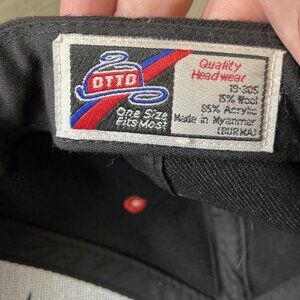 OTTO
One Size
Fits Most
Quality
Headwear
19-305
15% Wool
85% Acrylic
Made in Myanmar
(BURMA)